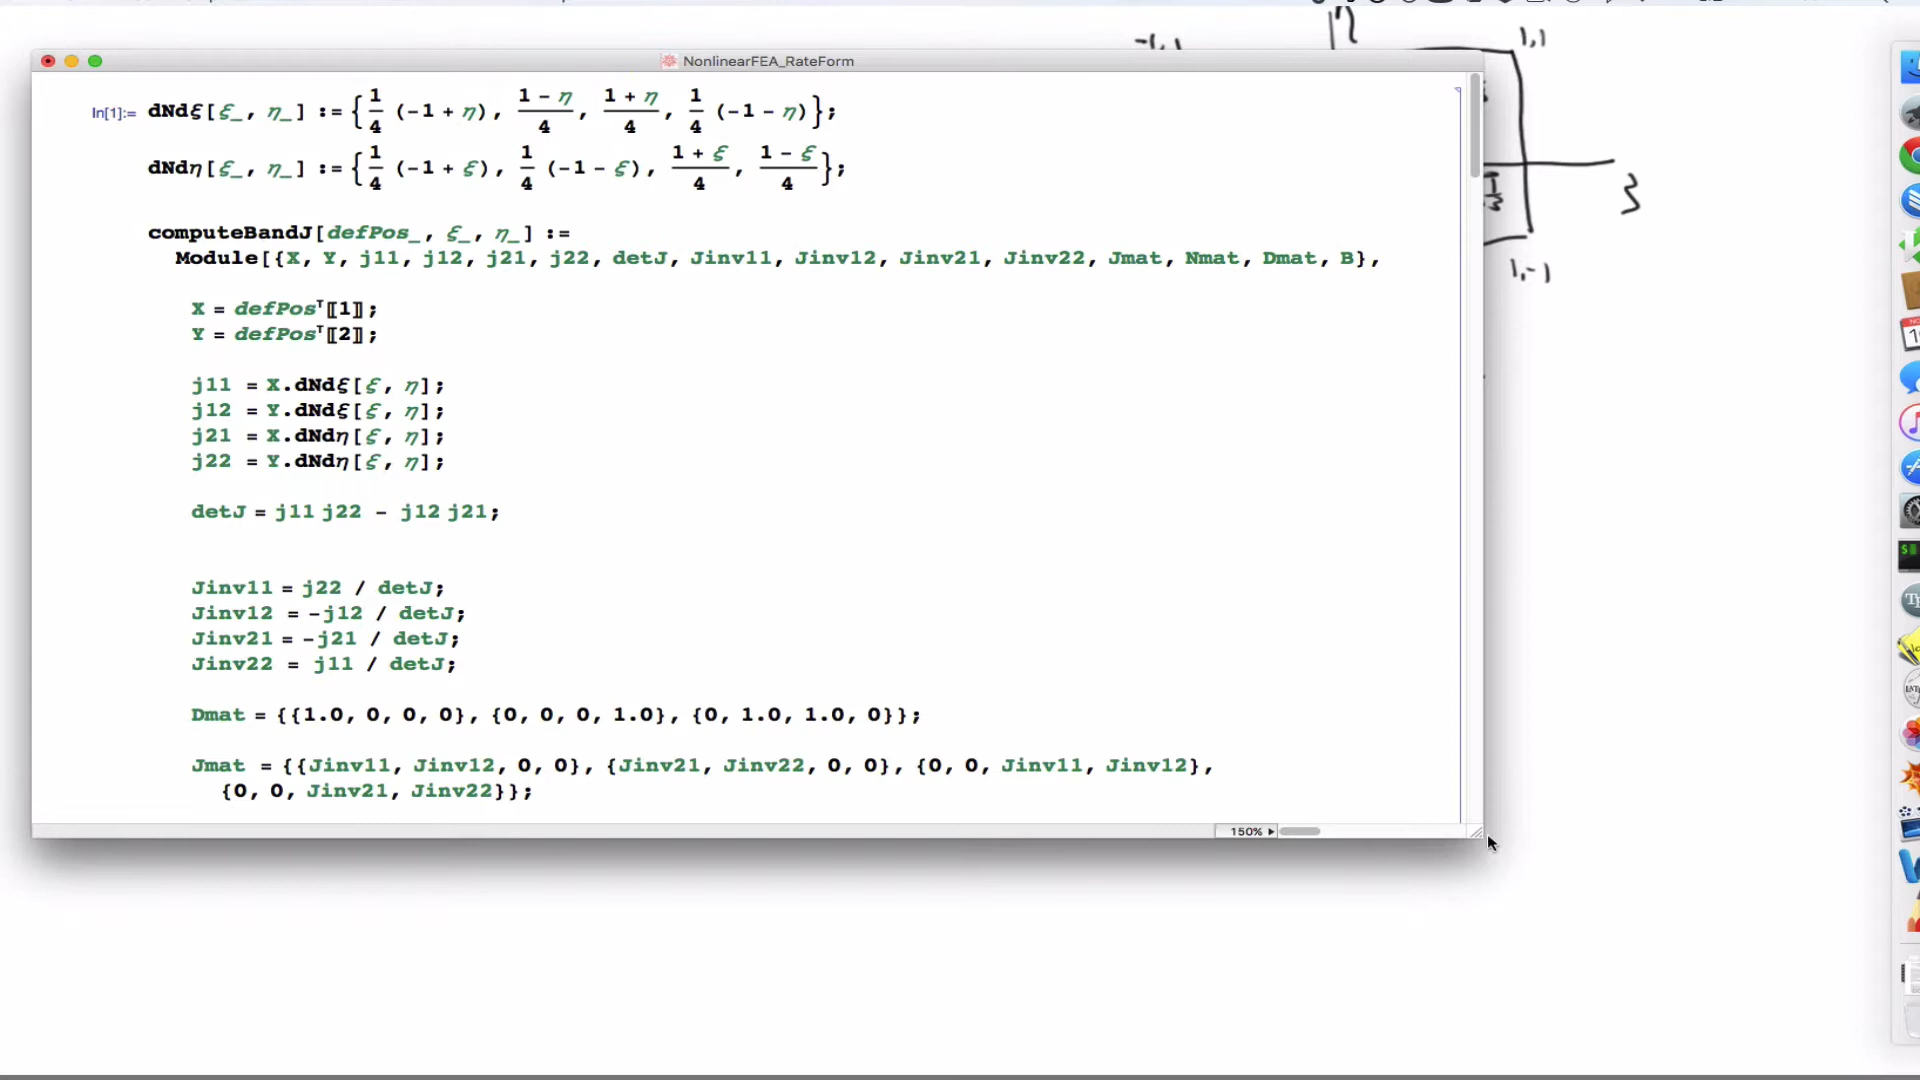 -1,1
η
1,1
NonlinearFEA_RateForm
In[1]:= dNdξ[ξ_, η_] := {1/4 (-1 + η), (1 - η)/4, (1 + η)/4, 1/4 (-1 - η)};
dNdη[ξ_, η_] := {1/4 (-1 + ξ), 1/4 (-1 - ξ), (1 + ξ)/4, (1 - ξ)/4};
ξ
1,-1
computeBandJ[defPos_, ξ_, η_] :=
Module[{X, Y, j11, j12, j21, j22, detJ, Jinv11, Jinv12, Jinv21, Jinv22, Jmat, Nmat, Dmat, B},
X = defPosᵀ⟦1⟧;
Y = defPosᵀ⟦2⟧;
j11 = X.dNdξ[ξ, η];
j12 = Y.dNdξ[ξ, η];
j21 = X.dNdη[ξ, η];
j22 = Y.dNdη[ξ, η];
detJ = j11 j22 - j12 j21;
Jinv11 = j22 / detJ;
Jinv12 = -j12 / detJ;
Jinv21 = -j21 / detJ;
Jinv22 = j11 / detJ;
Dmat = {{1.0, 0, 0, 0}, {0, 0, 0, 1.0}, {0, 1.0, 1.0, 0}};
Jmat = {{Jinv11, Jinv12, 0, 0}, {Jinv21, Jinv22, 0, 0}, {0, 0, Jinv11, Jinv12},
{0, 0, Jinv21, Jinv22}};
150%